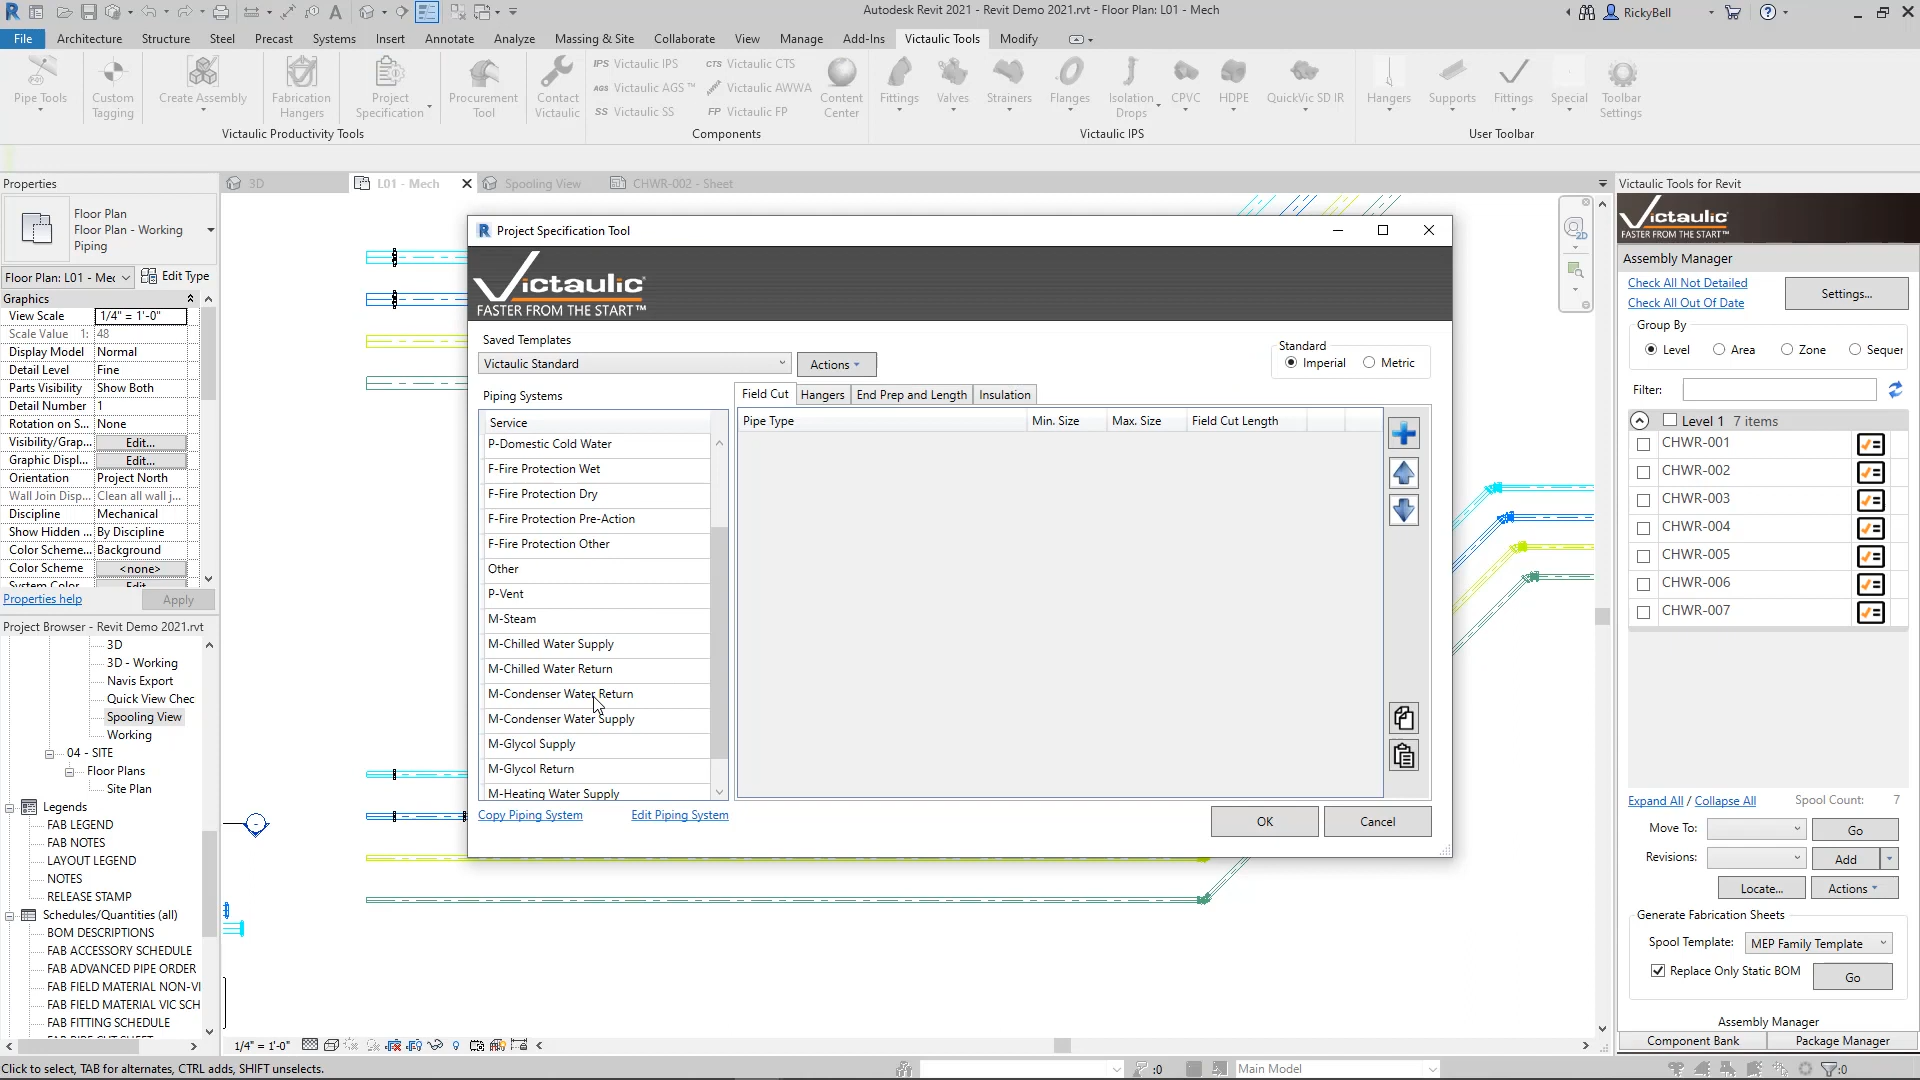 Autodesk Revit 2021 - Revit Demo 2021.rvt - Floor Plan: L01 - Mech
RickyBell
File
Architecture
Structure
Steel
Precast
Systems
Insert
Annotate
Analyze
Massing & Site
Collaborate
View
Manage
Add-Ins
Victaulic Tools
Modify
Pipe Tools
Custom Tagging
Create Assembly
Fabrication Hangers
Project Specification
Procurement Tool
Contact Victaulic
Victaulic Productivity Tools
IPS Victaulic IPS
CTS Victaulic CTS
AGS Victaulic AGS™
Victaulic AWWA
SS Victaulic SS
FP Victaulic FP
Content Center
Components
Fittings
Valves
Strainers
Flanges
Isolation Drops
CPVC
HDPE
QuickVic SD IR
Victaulic IPS
Hangers
Supports
Fittings
Special
Toolbar Settings
User Toolbar
Properties
3D
L01 - Mech
Spooling View
CHWR-002 - Sheet
Floor Plan
Floor Plan - Working
Piping
Floor Plan: L01 - Mec
Edit Type
Graphics
View Scale 1/4" = 1'-0"
Scale Value 1: 48
Display Model Normal
Detail Level Fine
Parts Visibility Show Both
Detail Number 1
Rotation on S... None
Visibility/Grap... Edit...
Graphic Displ... Edit...
Orientation Project North
Wall Join Disp... Clean all wall j...
Discipline Mechanical
Show Hidden ... By Discipline
Color Scheme... Background
Color Scheme <none>
System Color Edit
Properties help
Apply
Project Browser - Revit Demo 2021.rvt
3D
3D - Working
Navis Export
Quick View Chec
Spooling View
Working
04 - SITE
Floor Plans
Site Plan
Legends
FAB LEGEND
FAB NOTES
LAYOUT LEGEND
NOTES
RELEASE STAMP
Schedules/Quantities (all)
BOM DESCRIPTIONS
FAB ACCESSORY SCHEDULE
FAB ADVANCED PIPE ORDER
FAB FIELD MATERIAL NON-VI
FAB FIELD MATERIAL VIC SCH
FAB FITTING SCHEDULE
FAB PIPE CUT SHEET
Project Specification Tool
Victaulic
FASTER FROM THE START™
Saved Templates
Victaulic Standard
Actions
Standard
Imperial
Metric
Piping Systems
Field Cut
Hangers
End Prep and Length
Insulation
Service
P-Domestic Cold Water
F-Fire Protection Wet
F-Fire Protection Dry
F-Fire Protection Pre-Action
F-Fire Protection Other
Other
P-Vent
M-Steam
M-Chilled Water Supply
M-Chilled Water Return
M-Condenser Water Return
M-Condenser Water Supply
M-Glycol Supply
M-Glycol Return
M-Heating Water Supply
Pipe Type
Min. Size
Max. Size
Field Cut Length
Copy Piping System
Edit Piping System
OK
Cancel
2D
Victaulic Tools for Revit
Victaulic
FASTER FROM THE START™
Assembly Manager
Check All Not Detailed
Check All Out Of Date
Settings...
Group By
Level
Area
Zone
Sequer
Filter:
Level 1 7 items
CHWR-001
CHWR-002
CHWR-003
CHWR-004
CHWR-005
CHWR-006
CHWR-007
Expand All / Collapse All
Spool Count: 7
Move To:
Go
Revisions:
Add
Locate...
Actions
Generate Fabrication Sheets
Spool Template:
MEP Family Template
Replace Only Static BOM
Go
Assembly Manager
Component Bank
Package Manager
1/4" = 1'-0"
Click to select, TAB for alternates, CTRL adds, SHIFT unselects.
:0
Main Model
:0